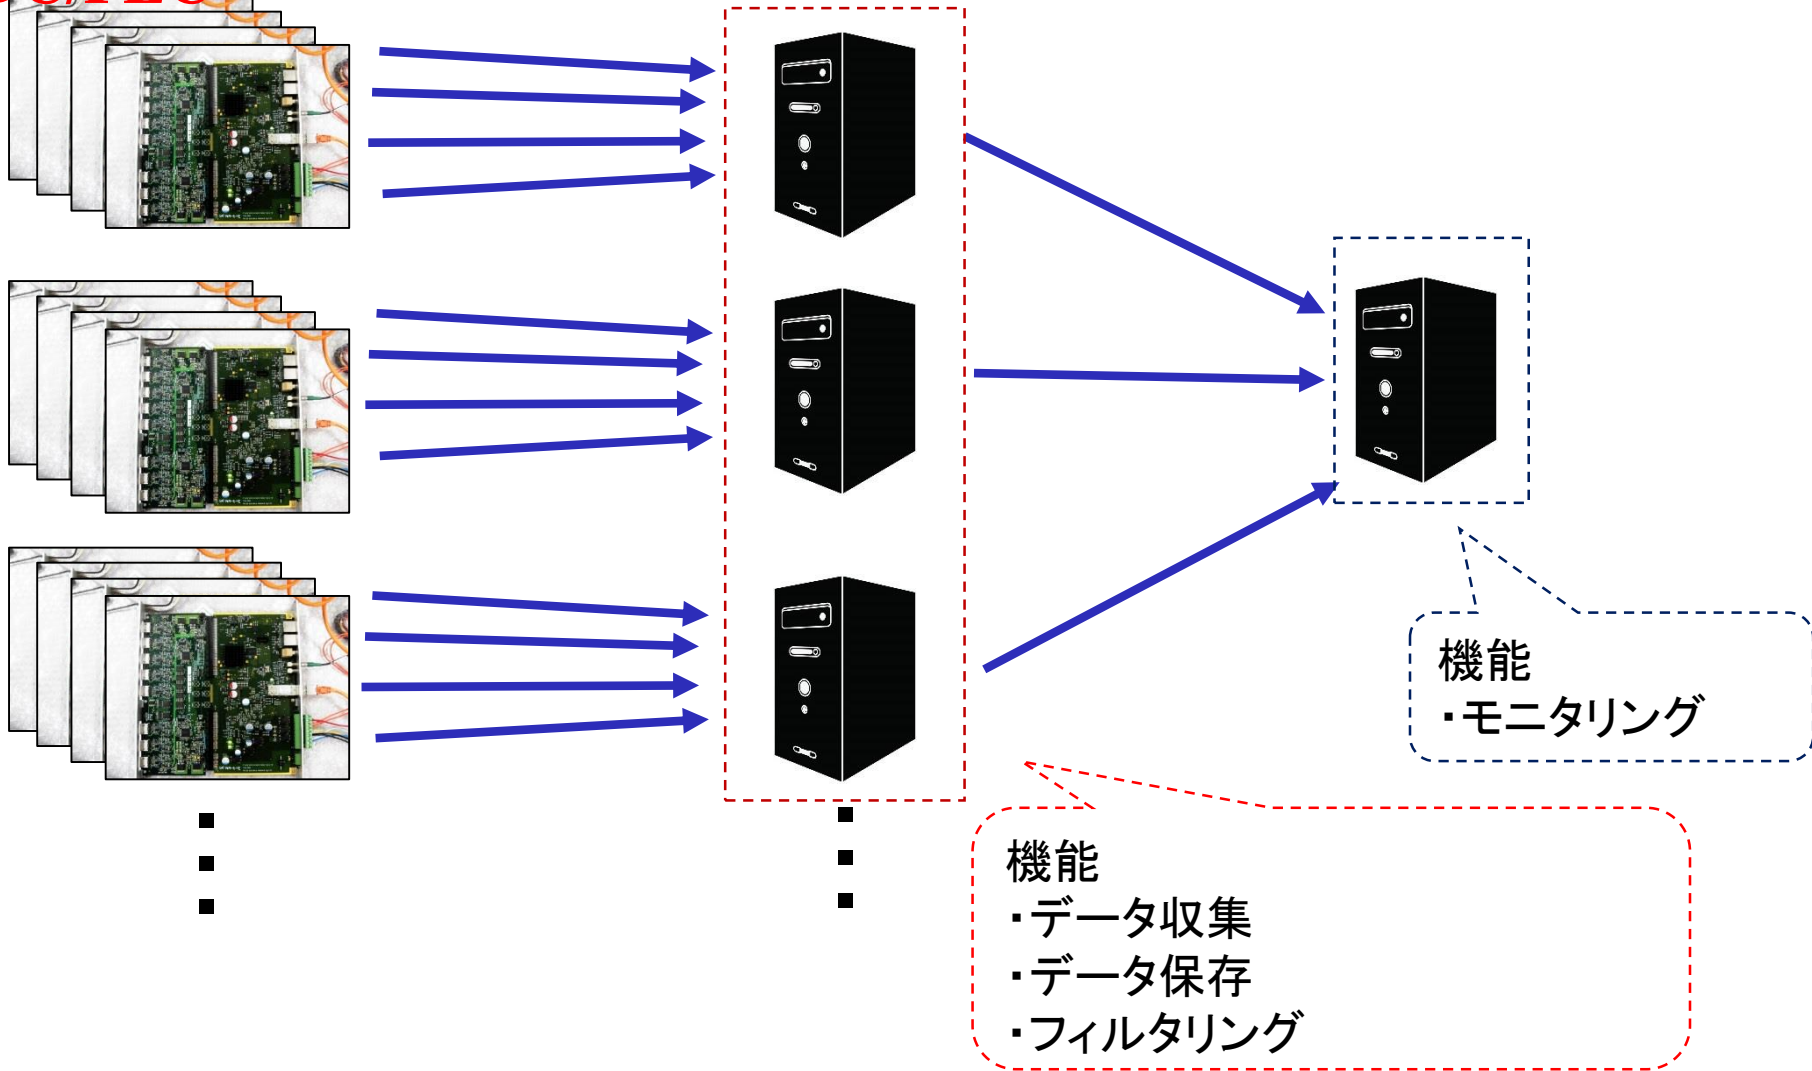 機能
・モニタリング
機能
・データ収集
・データ保存
・フィルタリング